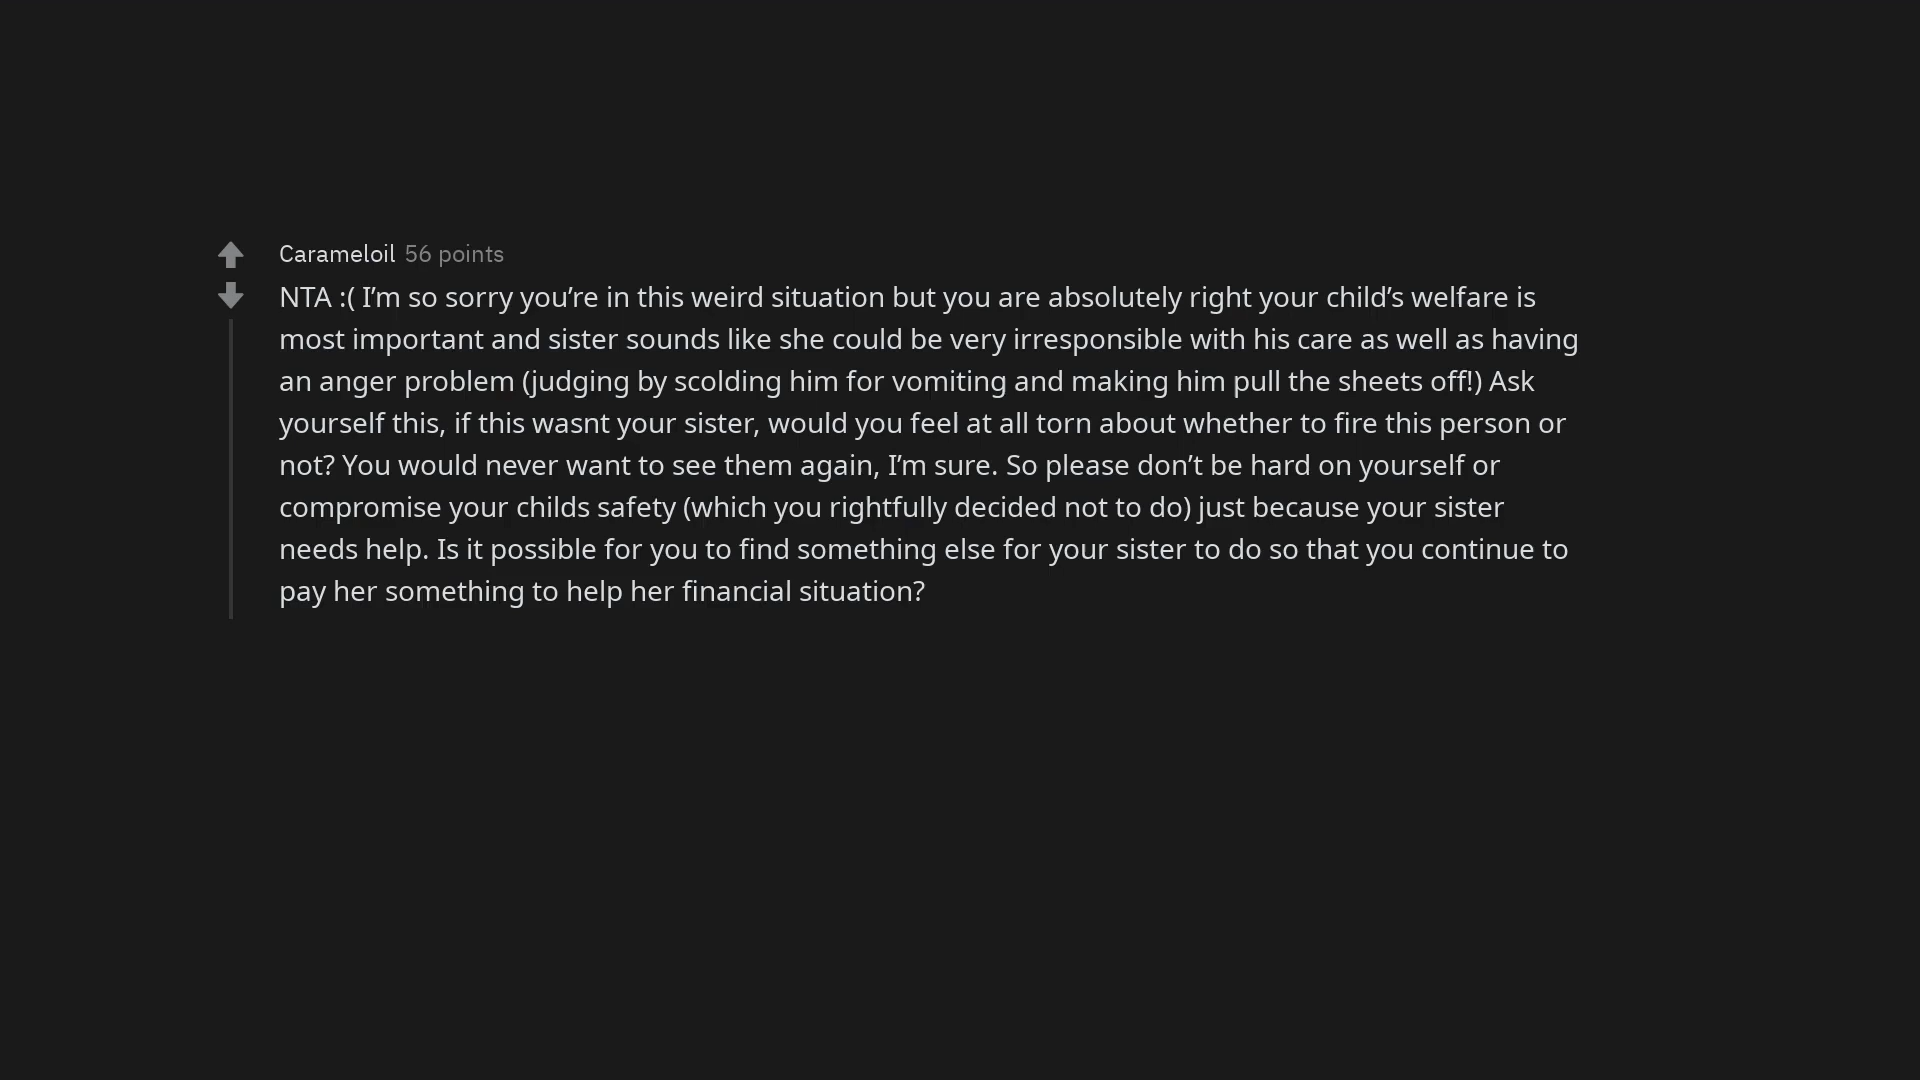 Carameloil 56 points
NTA :( I’m so sorry you’re in this weird situation but you are absolutely right your child’s welfare is
most important and sister sounds like she could be very irresponsible with his care as well as having
an anger problem (judging by scolding him for vomiting and making him pull the sheets off!) Ask
yourself this, if this wasnt your sister, would you feel at all torn about whether to fire this person or
not? You would never want to see them again, I’m sure. So please don’t be hard on yourself or
compromise your childs safety (which you rightfully decided not to do) just because your sister
needs help. Is it possible for you to find something else for your sister to do so that you continue to
pay her something to help her financial situation?